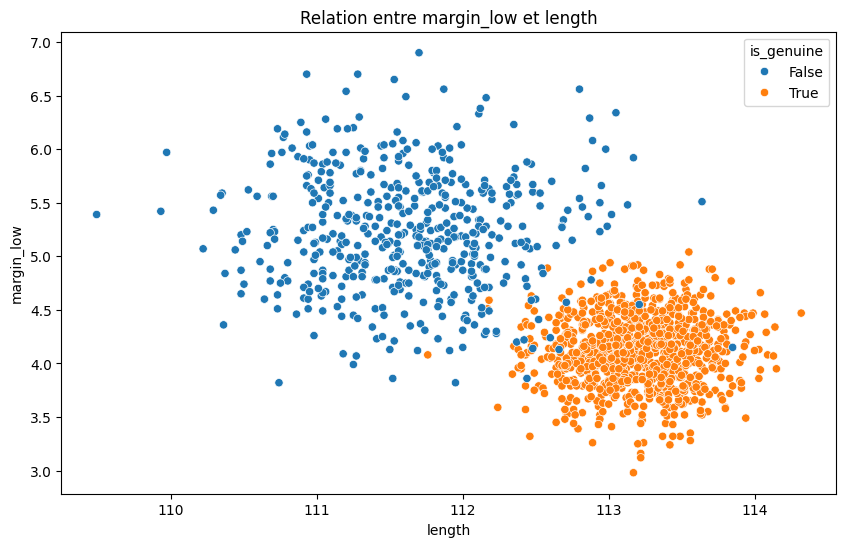 Relation entre margin_low et length
is_genuine
False
True
7.0
6.5
6.0
5.5
5.0
4.5
4.0
3.5
3.0
margin_low
110
111
112
113
114
length